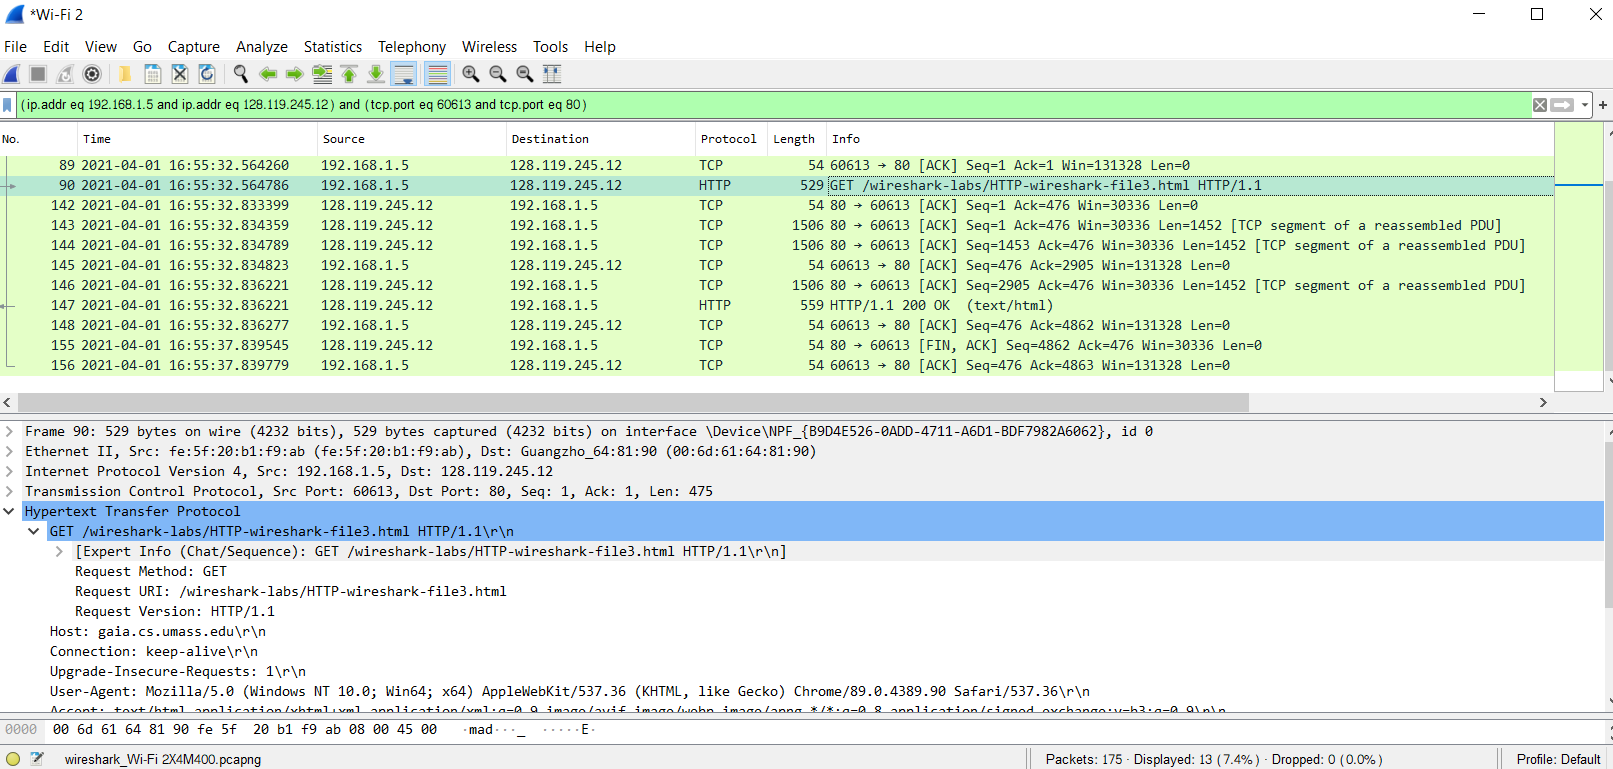 *Wi-Fi 2
File Edit View Go Capture Analyze Statistics Telephony Wireless Tools Help
(ip.addr eq 192.168.1.5 and ip.addr eq 128.119.245.12) and (tcp.port eq 60613 and tcp.port eq 80)
No. Time Source Destination Protocol Length Info
89 2021-04-01 16:55:32.564260 192.168.1.5 128.119.245.12 TCP 54 60613 → 80 [ACK] Seq=1 Ack=1 Win=131328 Len=0
90 2021-04-01 16:55:32.564786 192.168.1.5 128.119.245.12 HTTP 529 GET /wireshark-labs/HTTP-wireshark-file3.html HTTP/1.1
142 2021-04-01 16:55:32.833399 128.119.245.12 192.168.1.5 TCP 54 80 → 60613 [ACK] Seq=1 Ack=476 Win=30336 Len=0
143 2021-04-01 16:55:32.834359 128.119.245.12 192.168.1.5 TCP 1506 80 → 60613 [ACK] Seq=1 Ack=476 Win=30336 Len=1452 [TCP segment of a reassembled PDU]
144 2021-04-01 16:55:32.834789 128.119.245.12 192.168.1.5 TCP 1506 80 → 60613 [ACK] Seq=1453 Ack=476 Win=30336 Len=1452 [TCP segment of a reassembled PDU]
145 2021-04-01 16:55:32.834823 192.168.1.5 128.119.245.12 TCP 54 60613 → 80 [ACK] Seq=476 Ack=2905 Win=131328 Len=0
146 2021-04-01 16:55:32.836221 128.119.245.12 192.168.1.5 TCP 1506 80 → 60613 [ACK] Seq=2905 Ack=476 Win=30336 Len=1452 [TCP segment of a reassembled PDU]
147 2021-04-01 16:55:32.836221 128.119.245.12 192.168.1.5 HTTP 559 HTTP/1.1 200 OK (text/html)
148 2021-04-01 16:55:32.836277 192.168.1.5 128.119.245.12 TCP 54 60613 → 80 [ACK] Seq=476 Ack=4862 Win=131328 Len=0
155 2021-04-01 16:55:37.839545 128.119.245.12 192.168.1.5 TCP 54 80 → 60613 [FIN, ACK] Seq=4862 Ack=476 Win=30336 Len=0
156 2021-04-01 16:55:37.839779 192.168.1.5 128.119.245.12 TCP 54 60613 → 80 [ACK] Seq=476 Ack=4863 Win=131328 Len=0
Frame 90: 529 bytes on wire (4232 bits), 529 bytes captured (4232 bits) on interface \Device\NPF_{B9D4E526-0ADD-4711-A6D1-BDF7982A6062}, id 0
Ethernet II, Src: fe:5f:20:b1:f9:ab (fe:5f:20:b1:f9:ab), Dst: Guangzho_64:81:90 (00:6d:61:64:81:90)
Internet Protocol Version 4, Src: 192.168.1.5, Dst: 128.119.245.12
Transmission Control Protocol, Src Port: 60613, Dst Port: 80, Seq: 1, Ack: 1, Len: 475
Hypertext Transfer Protocol
GET /wireshark-labs/HTTP-wireshark-file3.html HTTP/1.1\r\n
[Expert Info (Chat/Sequence): GET /wireshark-labs/HTTP-wireshark-file3.html HTTP/1.1\r\n]
Request Method: GET
Request URI: /wireshark-labs/HTTP-wireshark-file3.html
Request Version: HTTP/1.1
Host: gaia.cs.umass.edu\r\n
Connection: keep-alive\r\n
Upgrade-Insecure-Requests: 1\r\n
User-Agent: Mozilla/5.0 (Windows NT 10.0; Win64; x64) AppleWebKit/537.36 (KHTML, like Gecko) Chrome/89.0.4389.90 Safari/537.36\r\n
Accept: text/html,application/xhtml+xml,application/xml;q=0.9,image/avif,image/webp,image/apng,*/*;q=0.8,application/signed-exchange;v=b3;q=0.9\r\n
0000 00 6d 61 64 81 90 fe 5f 20 b1 f9 ab 08 00 45 00 ·mad···_ ·····E·
wireshark_Wi-Fi 2X4M400.pcapng Packets: 175 · Displayed: 13 (7.4%) · Dropped: 0 (0.0%) Profile: Default